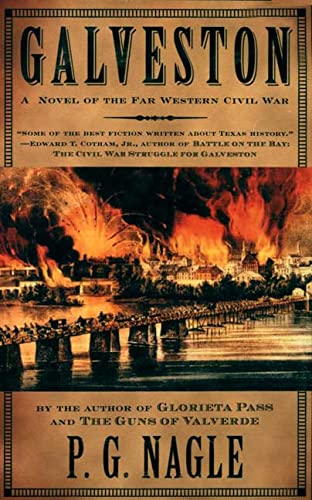 GALVESTON
A NOVEL OF THE FAR WESTERN CIVIL WAR
"SOME OF THE BEST FICTION WRITTEN ABOUT TEXAS HISTORY."
—EDWARD T. COTHAM, JR., AUTHOR OF BATTLE ON THE BAY:
THE CIVIL WAR STRUGGLE FOR GALVESTON
BY THE AUTHOR OF GLORIETA PASS
AND THE GUNS OF VALVERDE
P. G. NAGLE